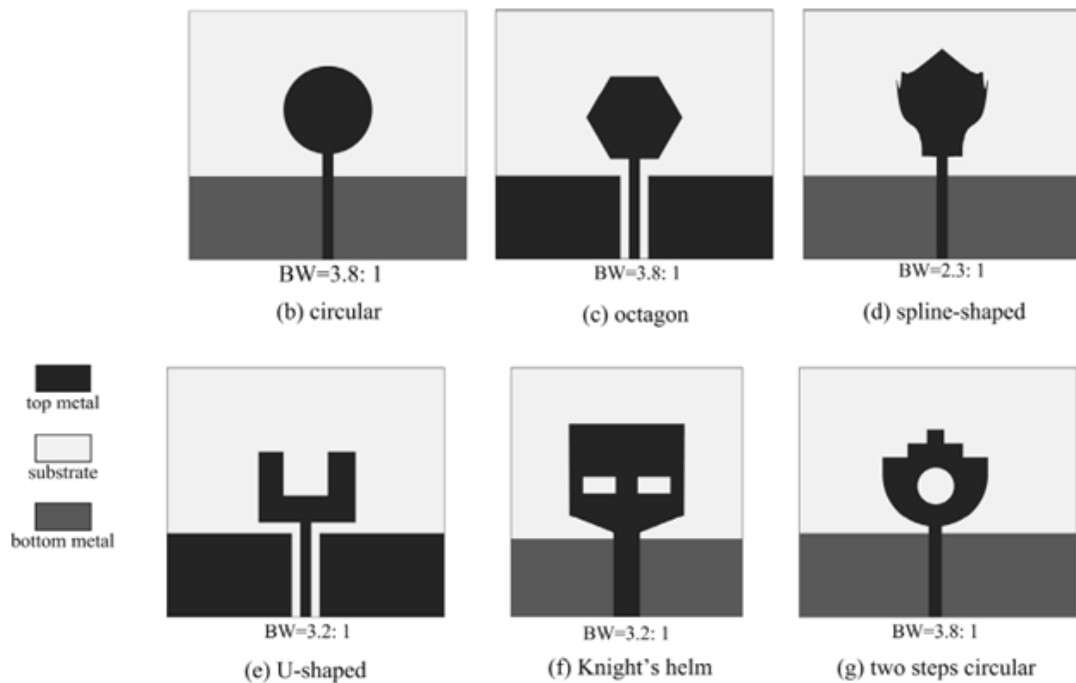 BW=3.8: 1
BW=3.8: 1
BW=2.3: 1
(b) circular
(c) octagon
(d) spline-shaped
top metal
substrate
bottom metal
BW=3.2: 1
BW=3.2: 1
BW=3.8: 1
(e) U-shaped
(f) Knight's helm
(g) two steps circular